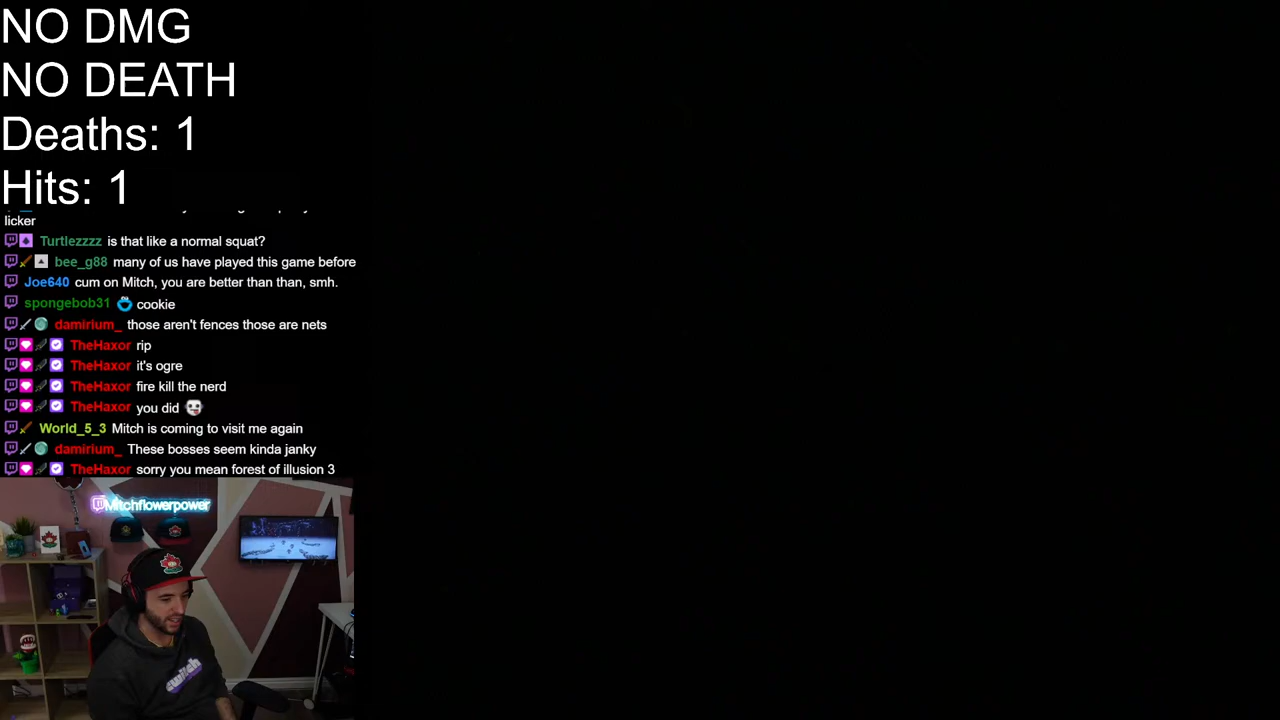 NO DMG
NO DEATH
Deaths: 1
Hits: 1
licker
Turtlezzzz is that like a normal squat?
bee_g88 many of us have played this game before
Joe640 cum on Mitch, you are better than than, smh.
spongebob31 cookie
damirium_ those aren't fences those are nets
TheHaxor rip
TheHaxor it's ogre
TheHaxor fire kill the nerd
TheHaxor you did
World_5_3 Mitch is coming to visit me again
damirium_ These bosses seem kinda janky
TheHaxor sorry you mean forest of illusion 3
Mitchflowerpower
twitch